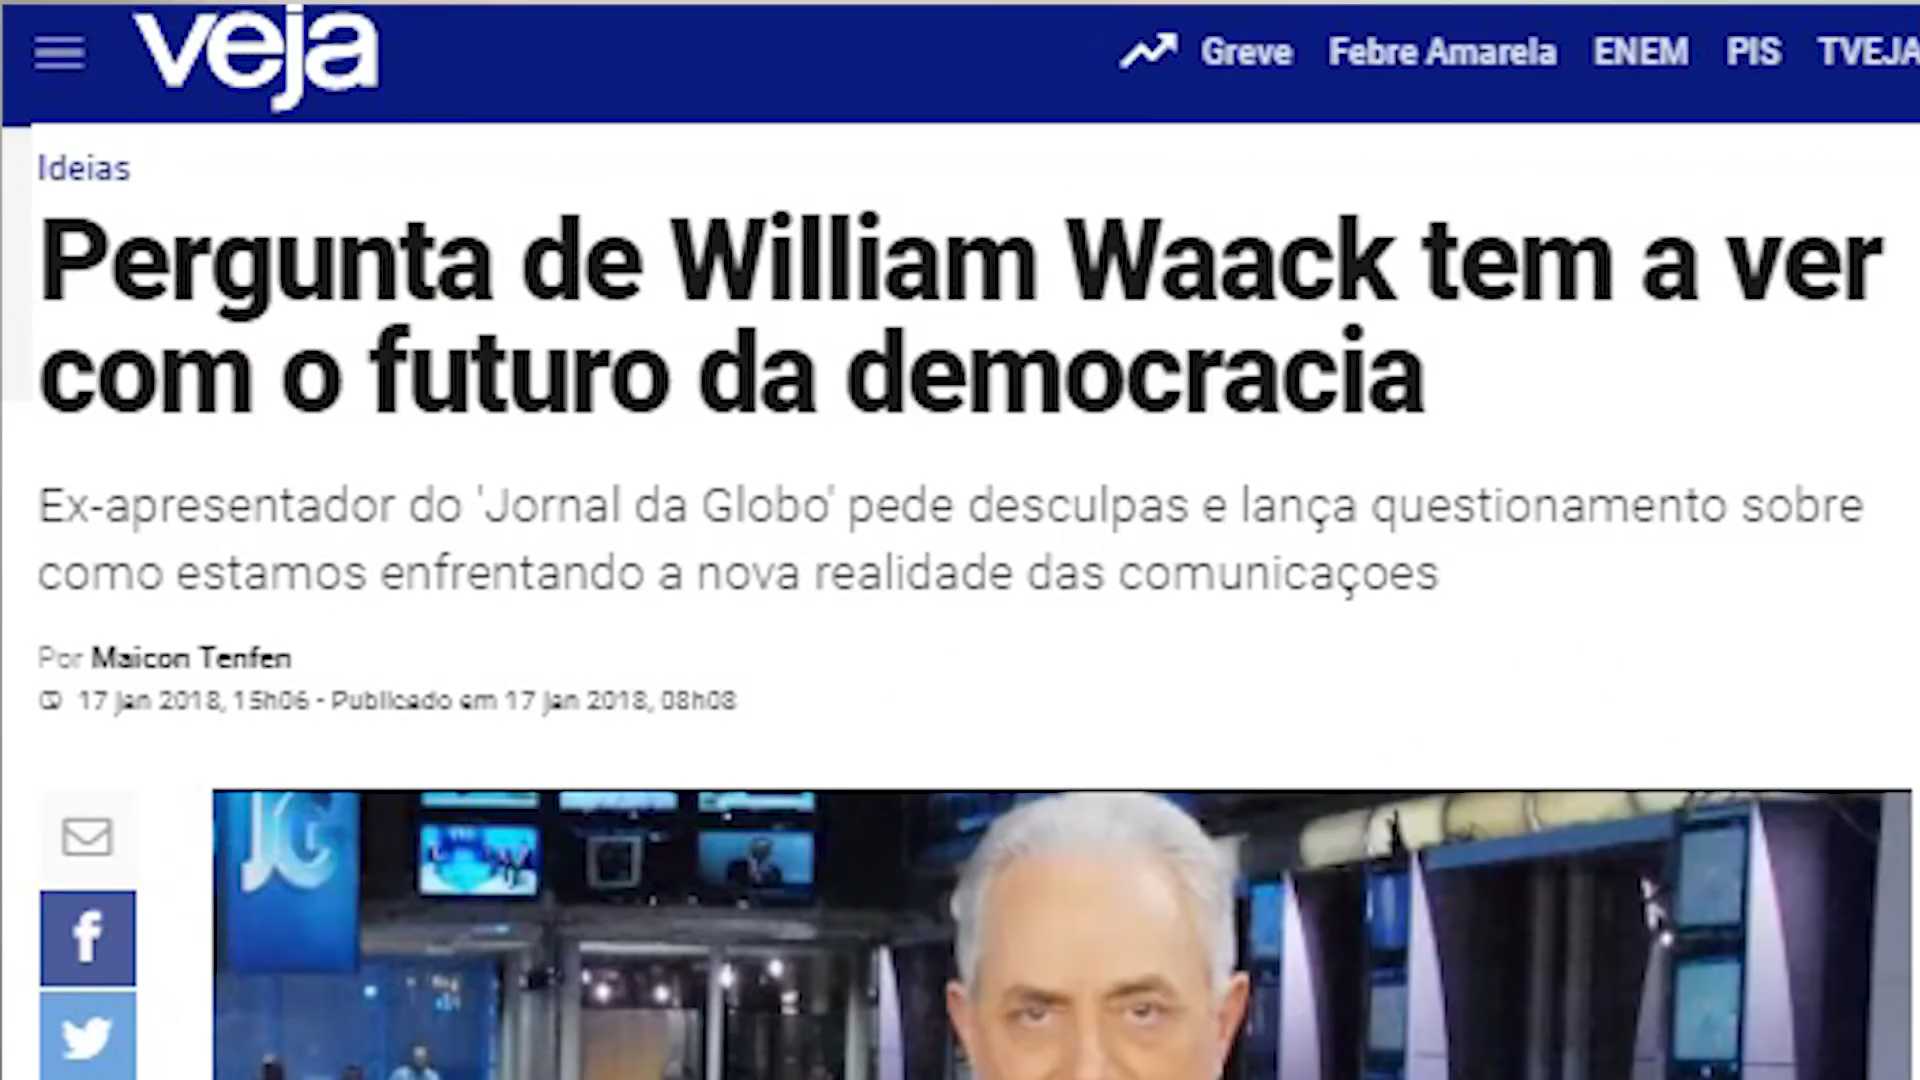 veja
Greve Febre Amarela ENEM PIS TVEJA
Ideias
Pergunta de William Waack tem a ver
com o futuro da democracia
Ex-apresentador do 'Jornal da Globo' pede desculpas e lança questionamento sobre
como estamos enfrentando a nova realidade das comunicaçoes
Por Maicon Tenfen
17 jan 2018, 15h06 - Publicado em 17 jan 2018, 08h08
JG